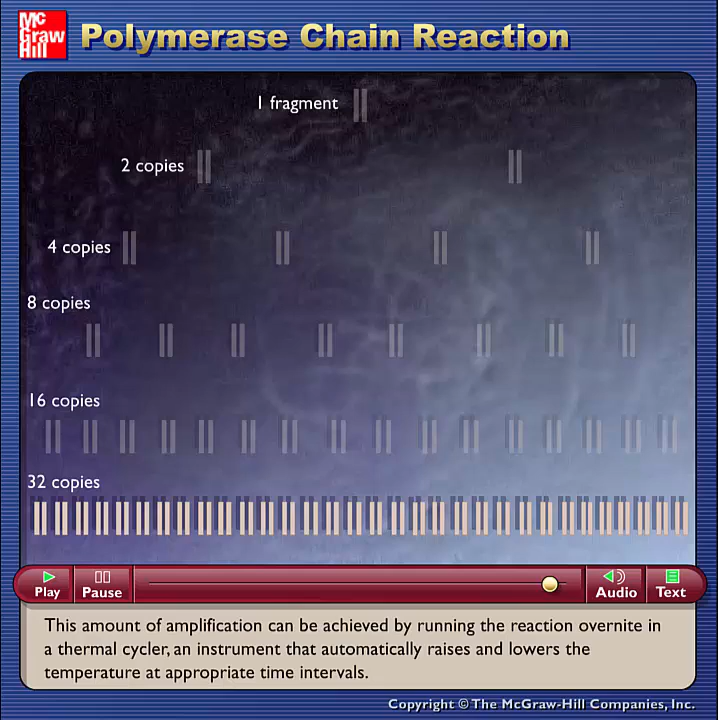 Mc
Graw
Hill
Polymerase Chain Reaction
1 fragment
2 copies
4 copies
8 copies
16 copies
32 copies
Play
Pause
Audio
Text
This amount of amplification can be achieved by running the reaction overnite in
a thermal cycler, an instrument that automatically raises and lowers the
temperature at appropriate time intervals.
Copyright © The McGraw-Hill Companies, Inc.